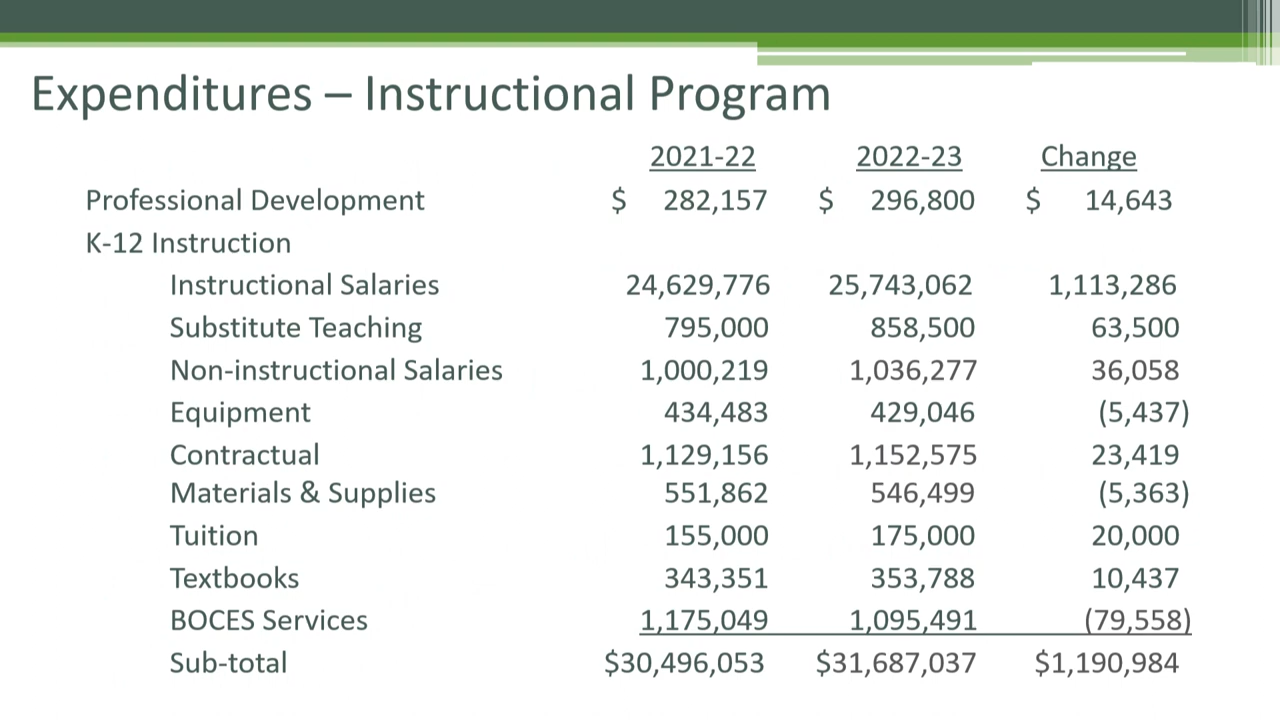 Expenditures – Instructional Program
2021-22 2022-23 Change
Professional Development $ 282,157 $ 296,800 $ 14,643
K-12 Instruction
Instructional Salaries 24,629,776 25,743,062 1,113,286
Substitute Teaching 795,000 858,500 63,500
Non-instructional Salaries 1,000,219 1,036,277 36,058
Equipment 434,483 429,046 (5,437)
Contractual 1,129,156 1,152,575 23,419
Materials & Supplies 551,862 546,499 (5,363)
Tuition 155,000 175,000 20,000
Textbooks 343,351 353,788 10,437
BOCES Services 1,175,049 1,095,491 (79,558)
Sub-total $30,496,053 $31,687,037 $1,190,984